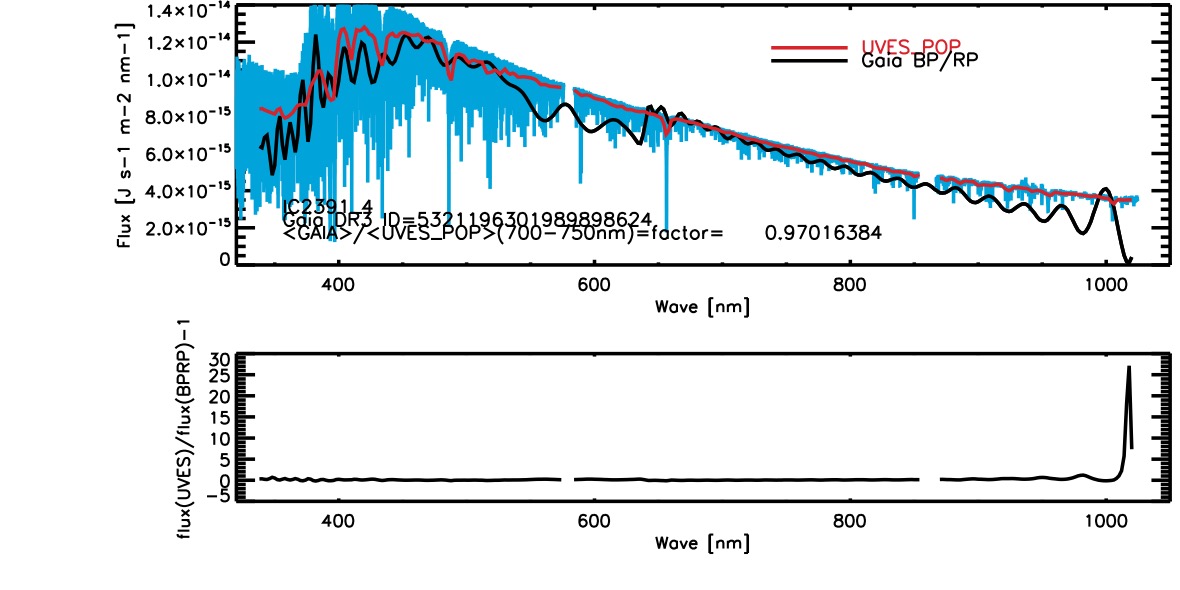 1.4×10⁻¹⁴
1.2×10⁻¹⁴
1.0×10⁻¹⁴
8.0×10⁻¹⁵
6.0×10⁻¹⁵
4.0×10⁻¹⁵
2.0×10⁻¹⁵
0
Flux [J s−1 m−2 nm−1]
UVES_POP
Gaia BP/RP
IC2391_4
Gaia DR3 ID=5321196301989898624
<GAIA>/<UVES_POP>(700−750nm)=factor= 0.97016384
400 600 800 1000
Wave [nm]
30
25
20
15
10
5
0
−5
flux(UVES)/flux(BPRP)−1
400 600 800 1000
Wave [nm]